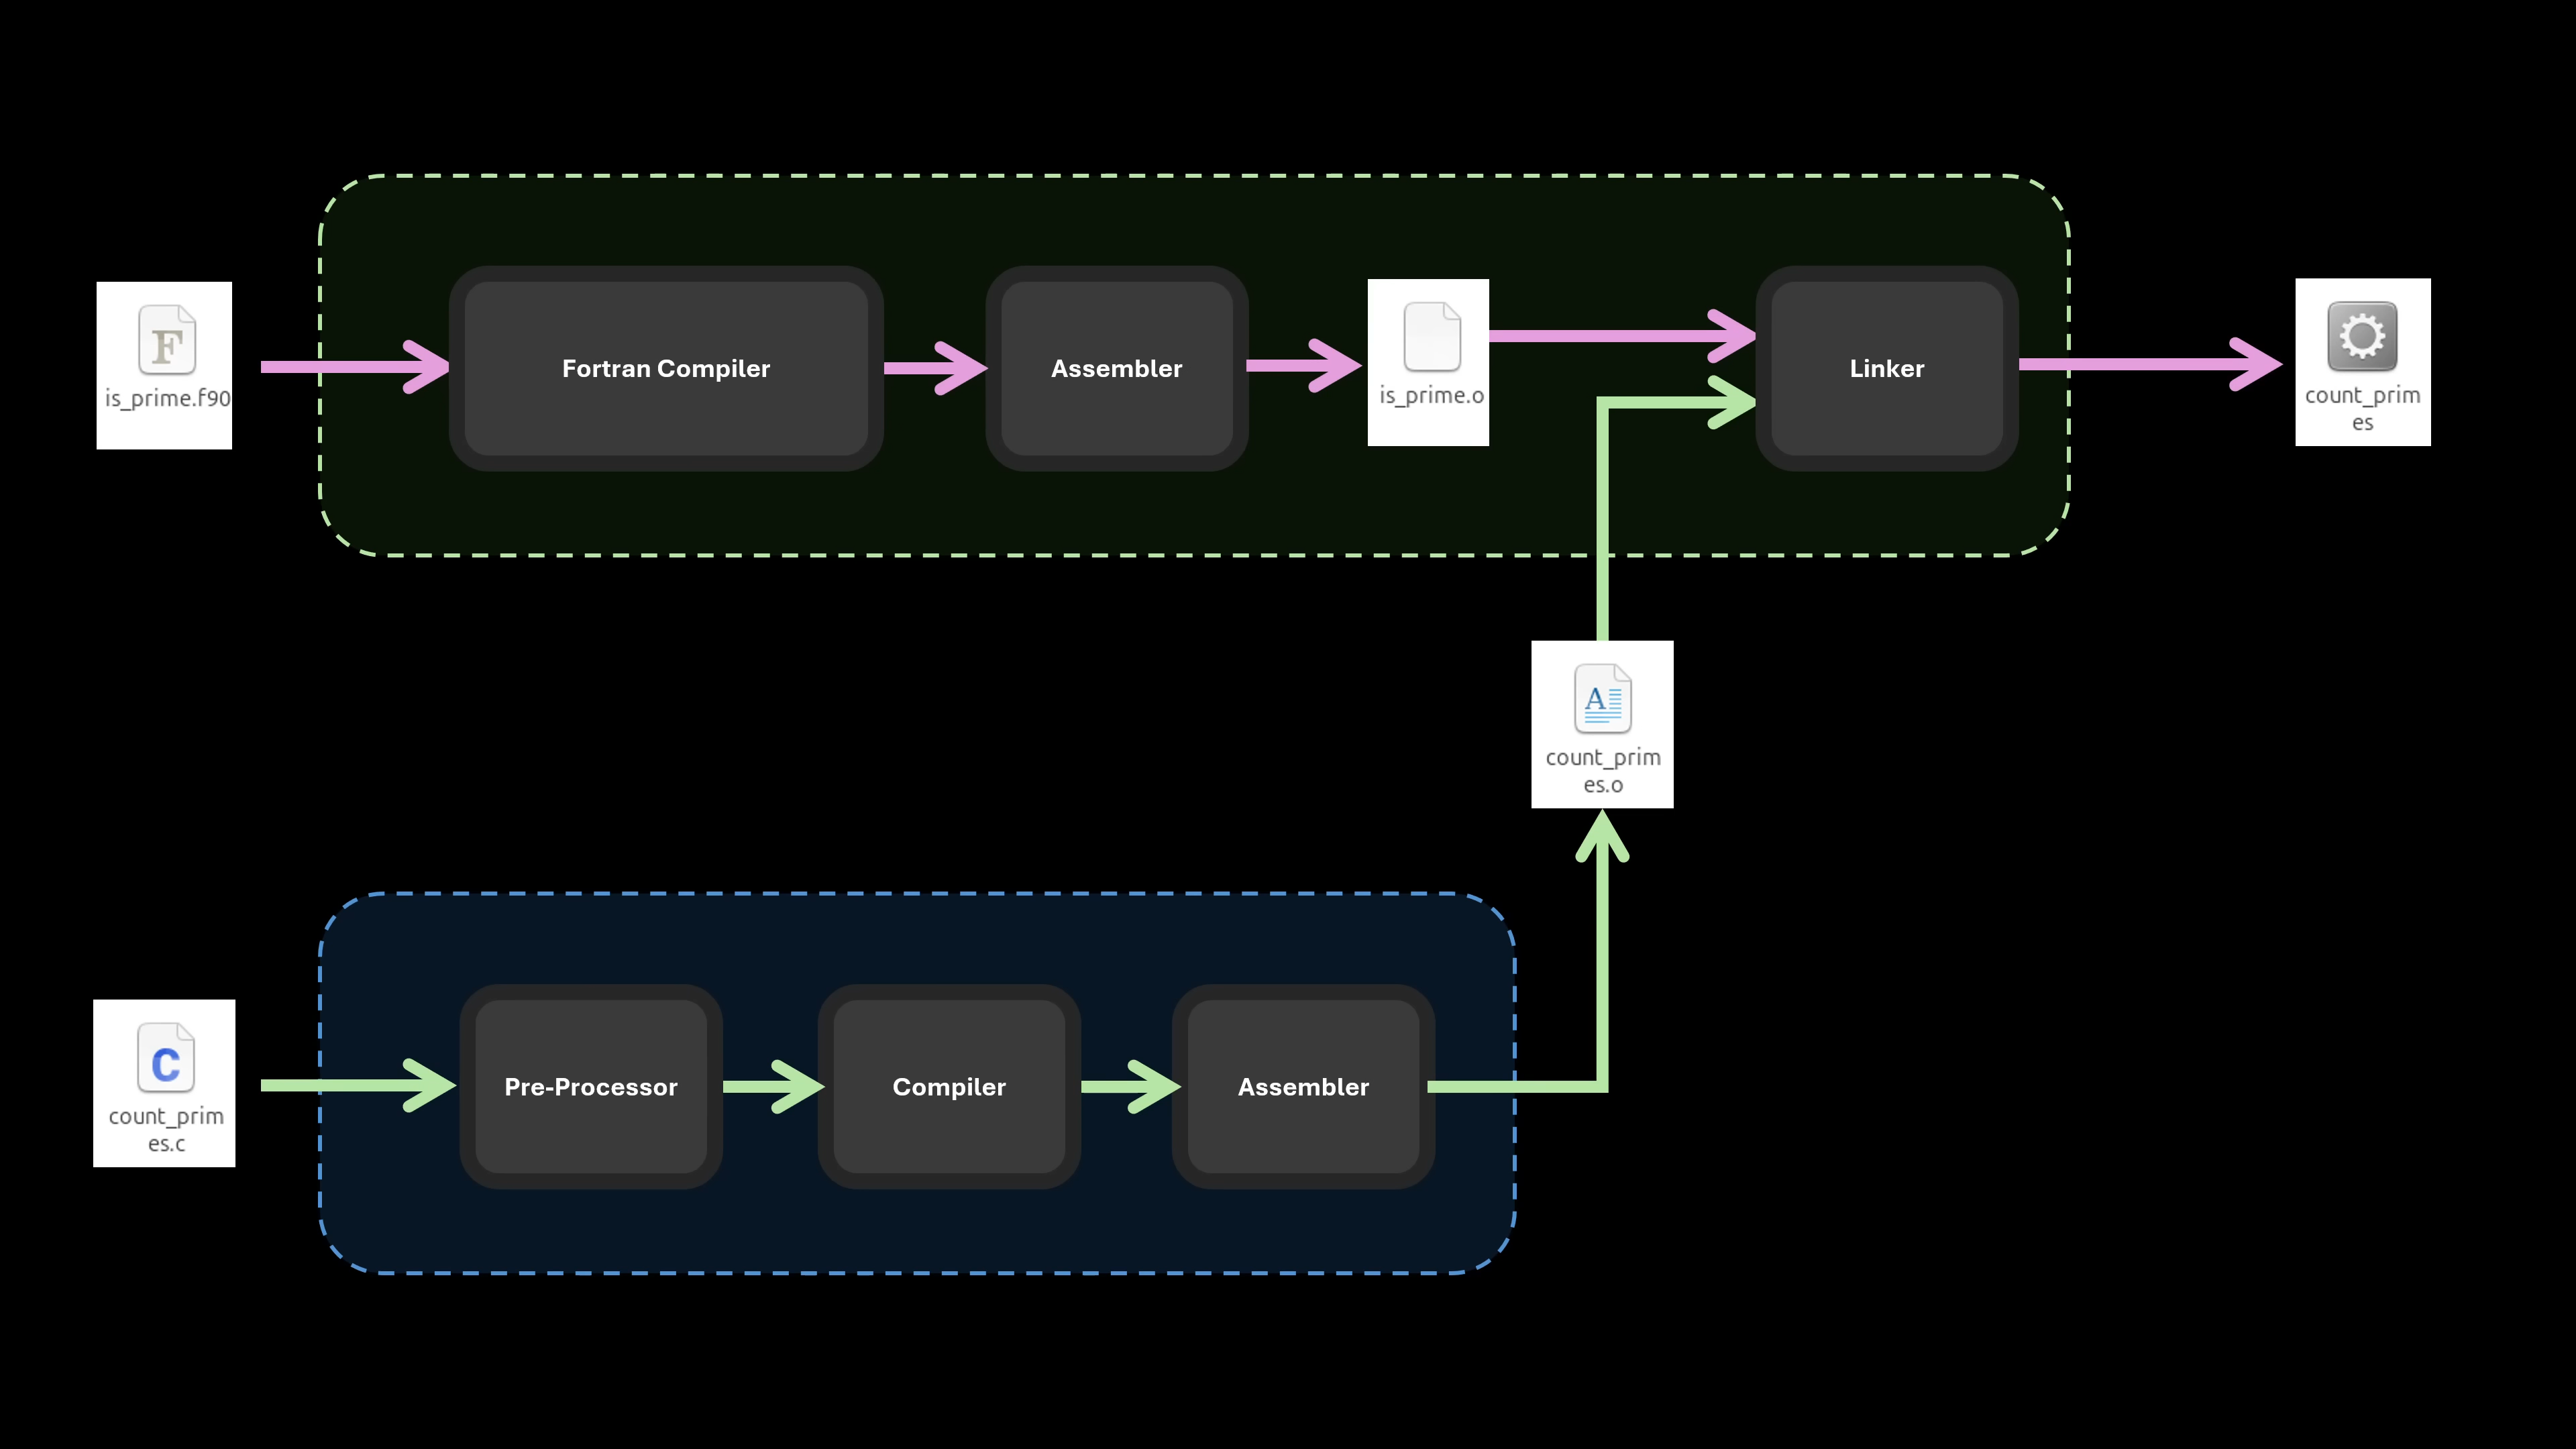 F
is_prime.f90
Fortran Compiler
Assembler
is_prime.o
Linker
count_prim
es
A
count_prim
es.o
C
count_prim
es.c
Pre-Processor
Compiler
Assembler